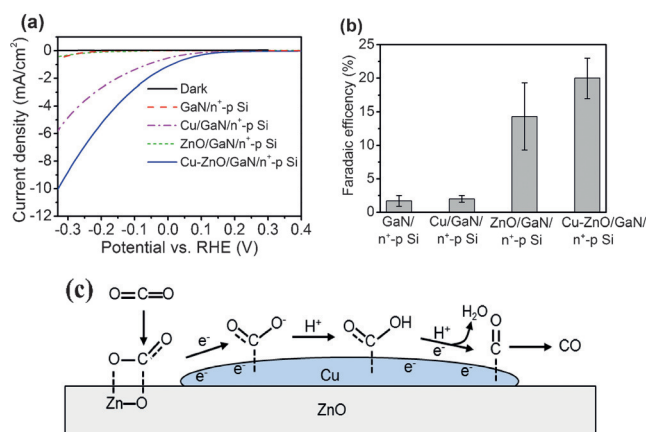 (a)
Current density (mA/cm²)
0
-2
-4
-6
-8
-10
-12
Dark
GaN/n⁺-p Si
Cu/GaN/n⁺-p Si
ZnO/GaN/n⁺-p Si
Cu-ZnO/GaN/n⁺-p Si
-0.3 -0.2 -0.1 0.0 0.1 0.2 0.3 0.4
Potential vs. RHE (V)
(b)
Faradaic efficency (%)
25
20
15
10
5
0
GaN/ Cu/GaN/ ZnO/GaN/ Cu-ZnO/GaN/
n⁺-p Si n⁺-p Si n⁺-p Si n⁺-p Si
(c)
O=C=O
O-C O
e⁻
O C O⁻
H⁺
O C OH
H⁺
e⁻
H₂O
O
C
CO
e⁻ e⁻ e⁻ e⁻
Cu
Zn-O
ZnO